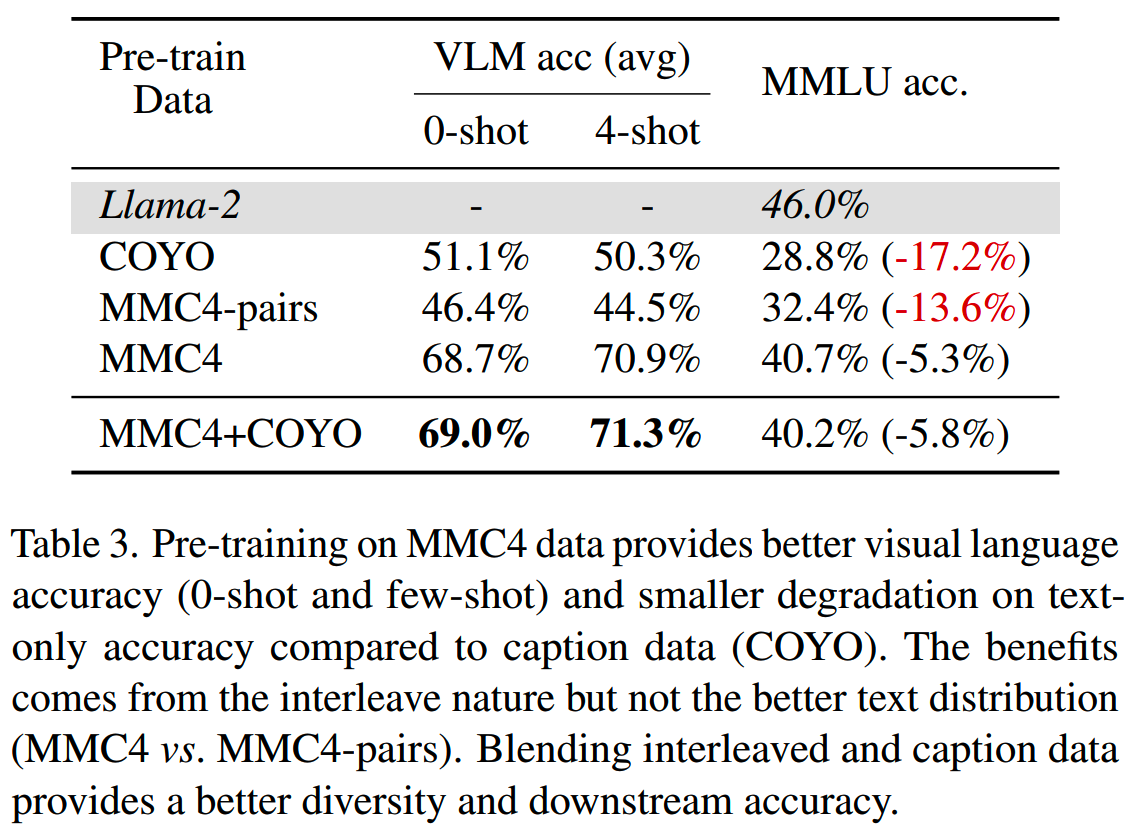 Pre-train Data VLM acc (avg) MMLU acc.
0-shot 4-shot
Llama-2 - - 46.0%
COYO 51.1% 50.3% 28.8% (-17.2%)
MMC4-pairs 46.4% 44.5% 32.4% (-13.6%)
MMC4 68.7% 70.9% 40.7% (-5.3%)
MMC4+COYO 69.0% 71.3% 40.2% (-5.8%)
Table 3. Pre-training on MMC4 data provides better visual language
accuracy (0-shot and few-shot) and smaller degradation on text-
only accuracy compared to caption data (COYO). The benefits
comes from the interleave nature but not the better text distribution
(MMC4 vs. MMC4-pairs). Blending interleaved and caption data
provides a better diversity and downstream accuracy.